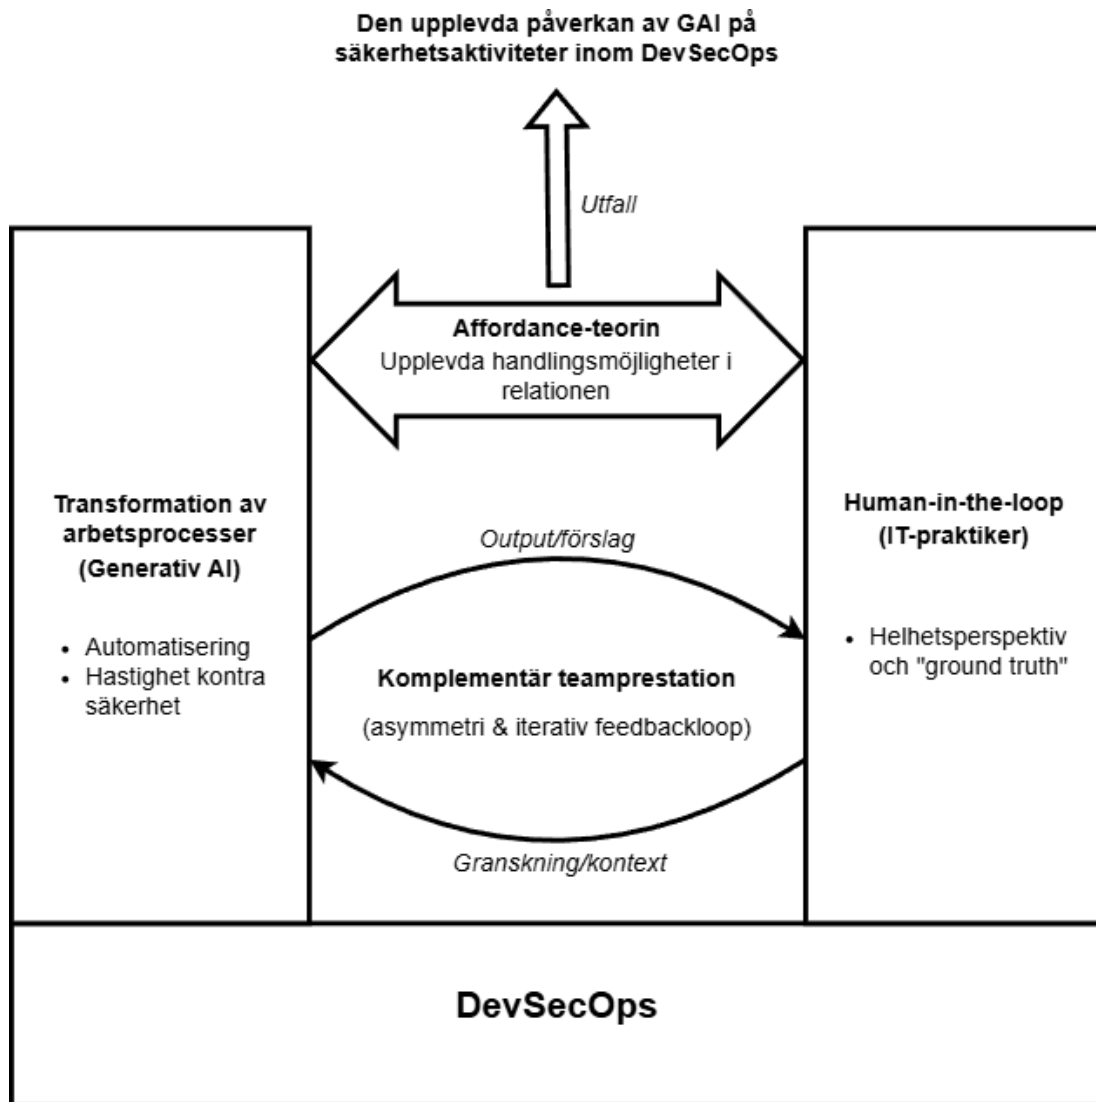 Den upplevda påverkan av GAI på
säkerhetsaktiviteter inom DevSecOps
Utfall
Affordance-teorin
Upplevda handlingsmöjligheter i
relationen
Transformation av
arbetsprocesser
(Generativ AI)
• Automatisering
• Hastighet kontra
säkerhet
Output/förslag
Komplementär teamprestation
(asymmetri & iterativ feedbackloop)
Granskning/kontext
Human-in-the-loop
(IT-praktiker)
• Helhetsperspektiv
och "ground truth"
DevSecOps